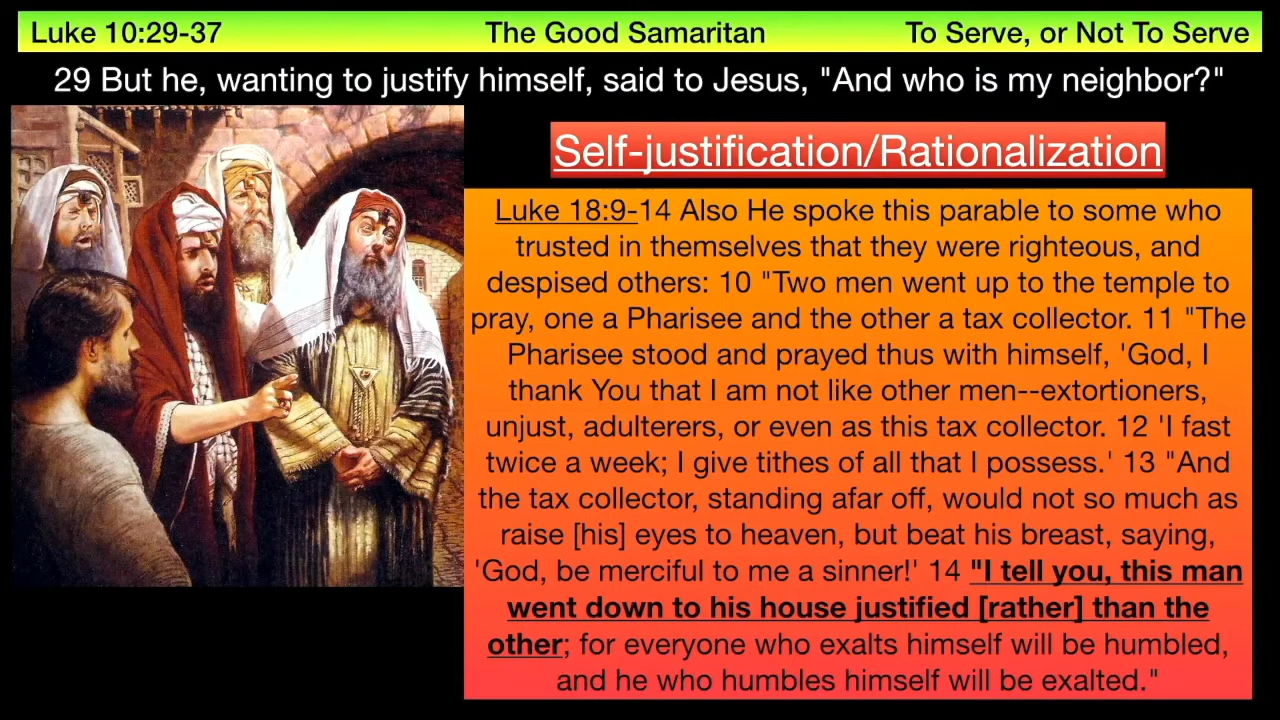 Luke 10:29-37 The Good Samaritan To Serve, or Not To Serve
29 But he, wanting to justify himself, said to Jesus, "And who is my neighbor?"
Self-justification/Rationalization
Luke 18:9-14 Also He spoke this parable to some who
trusted in themselves that they were righteous, and
despised others: 10 "Two men went up to the temple to
pray, one a Pharisee and the other a tax collector. 11 "The
Pharisee stood and prayed thus with himself, 'God, I
thank You that I am not like other men--extortioners,
unjust, adulterers, or even as this tax collector. 12 'I fast
twice a week; I give tithes of all that I possess.' 13 "And
the tax collector, standing afar off, would not so much as
raise [his] eyes to heaven, but beat his breast, saying,
'God, be merciful to me a sinner!' 14 "I tell you, this man
went down to his house justified [rather] than the
other; for everyone who exalts himself will be humbled,
and he who humbles himself will be exalted."